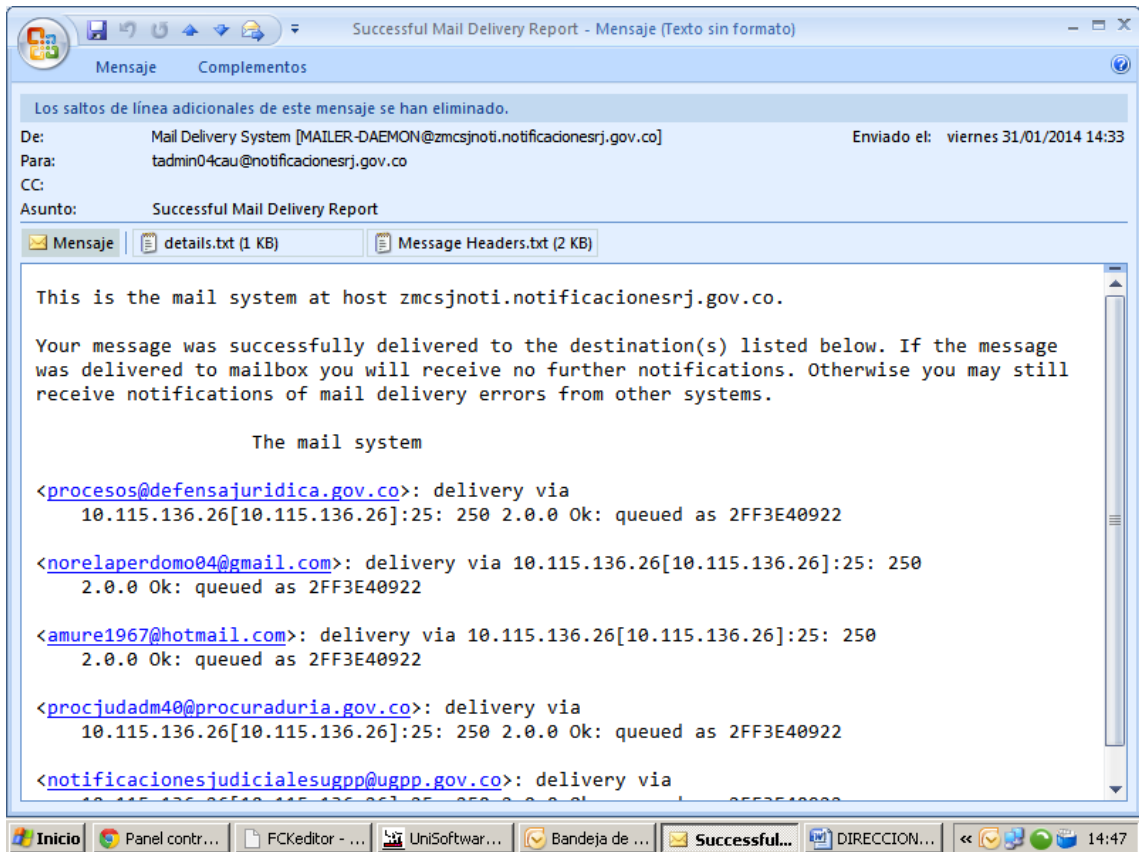 Successful Mail Delivery Report - Mensaje (Texto sin formato)
Mensaje Complementos
Los saltos de línea adicionales de este mensaje se han eliminado.
De: Mail Delivery System [MAILER-DAEMON@zmcsjnoti.notificacionesrj.gov.co] Enviado el: viernes 31/01/2014 14:33
Para: tadmin04cau@notificacionesrj.gov.co
CC:
Asunto: Successful Mail Delivery Report
Mensaje details.txt (1 KB) Message Headers.txt (2 KB)
This is the mail system at host zmcsjnoti.notificacionesrj.gov.co.
Your message was successfully delivered to the destination(s) listed below. If the message
was delivered to mailbox you will receive no further notifications. Otherwise you may still
receive notifications of mail delivery errors from other systems.
The mail system
<procesos@defensajuridica.gov.co>: delivery via
10.115.136.26[10.115.136.26]:25: 250 2.0.0 Ok: queued as 2FF3E40922
<norelaperdomo04@gmail.com>: delivery via 10.115.136.26[10.115.136.26]:25: 250
2.0.0 Ok: queued as 2FF3E40922
<amure1967@hotmail.com>: delivery via 10.115.136.26[10.115.136.26]:25: 250
2.0.0 Ok: queued as 2FF3E40922
<procjudadm40@procuraduria.gov.co>: delivery via
10.115.136.26[10.115.136.26]:25: 250 2.0.0 Ok: queued as 2FF3E40922
<notificacionesjudicialesugpp@ugpp.gov.co>: delivery via
Inicio Panel contr... FCKeditor - ... UniSoftwar... Bandeja de ... Successful... DIRECCION... « 14:47